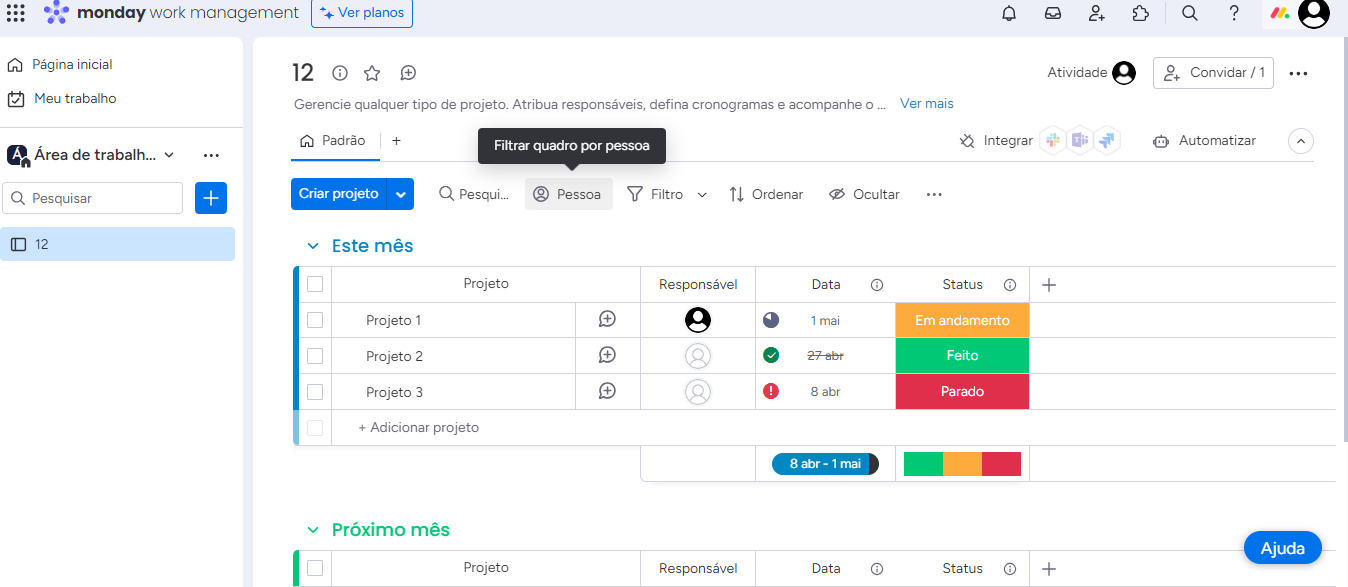 monday work management
Ver planos
Página inicial
Meu trabalho
Área de trabalh...
Pesquisar
12
12
Atividade
Convidar / 1
Gerencie qualquer tipo de projeto. Atribua responsáveis, defina cronogramas e acompanhe o ... Ver mais
Padrão
+
Filtrar quadro por pessoa
Integrar
Automatizar
Criar projeto
Pesqui...
Pessoa
Filtro
Ordenar
Ocultar
Este mês
Projeto Responsável Data Status
Projeto 1 1 mai Em andamento
Projeto 2 27 abr Feito
Projeto 3 8 abr Parado
+ Adicionar projeto
8 abr - 1 mai
Próximo mês
Projeto Responsável Data Status
Ajuda